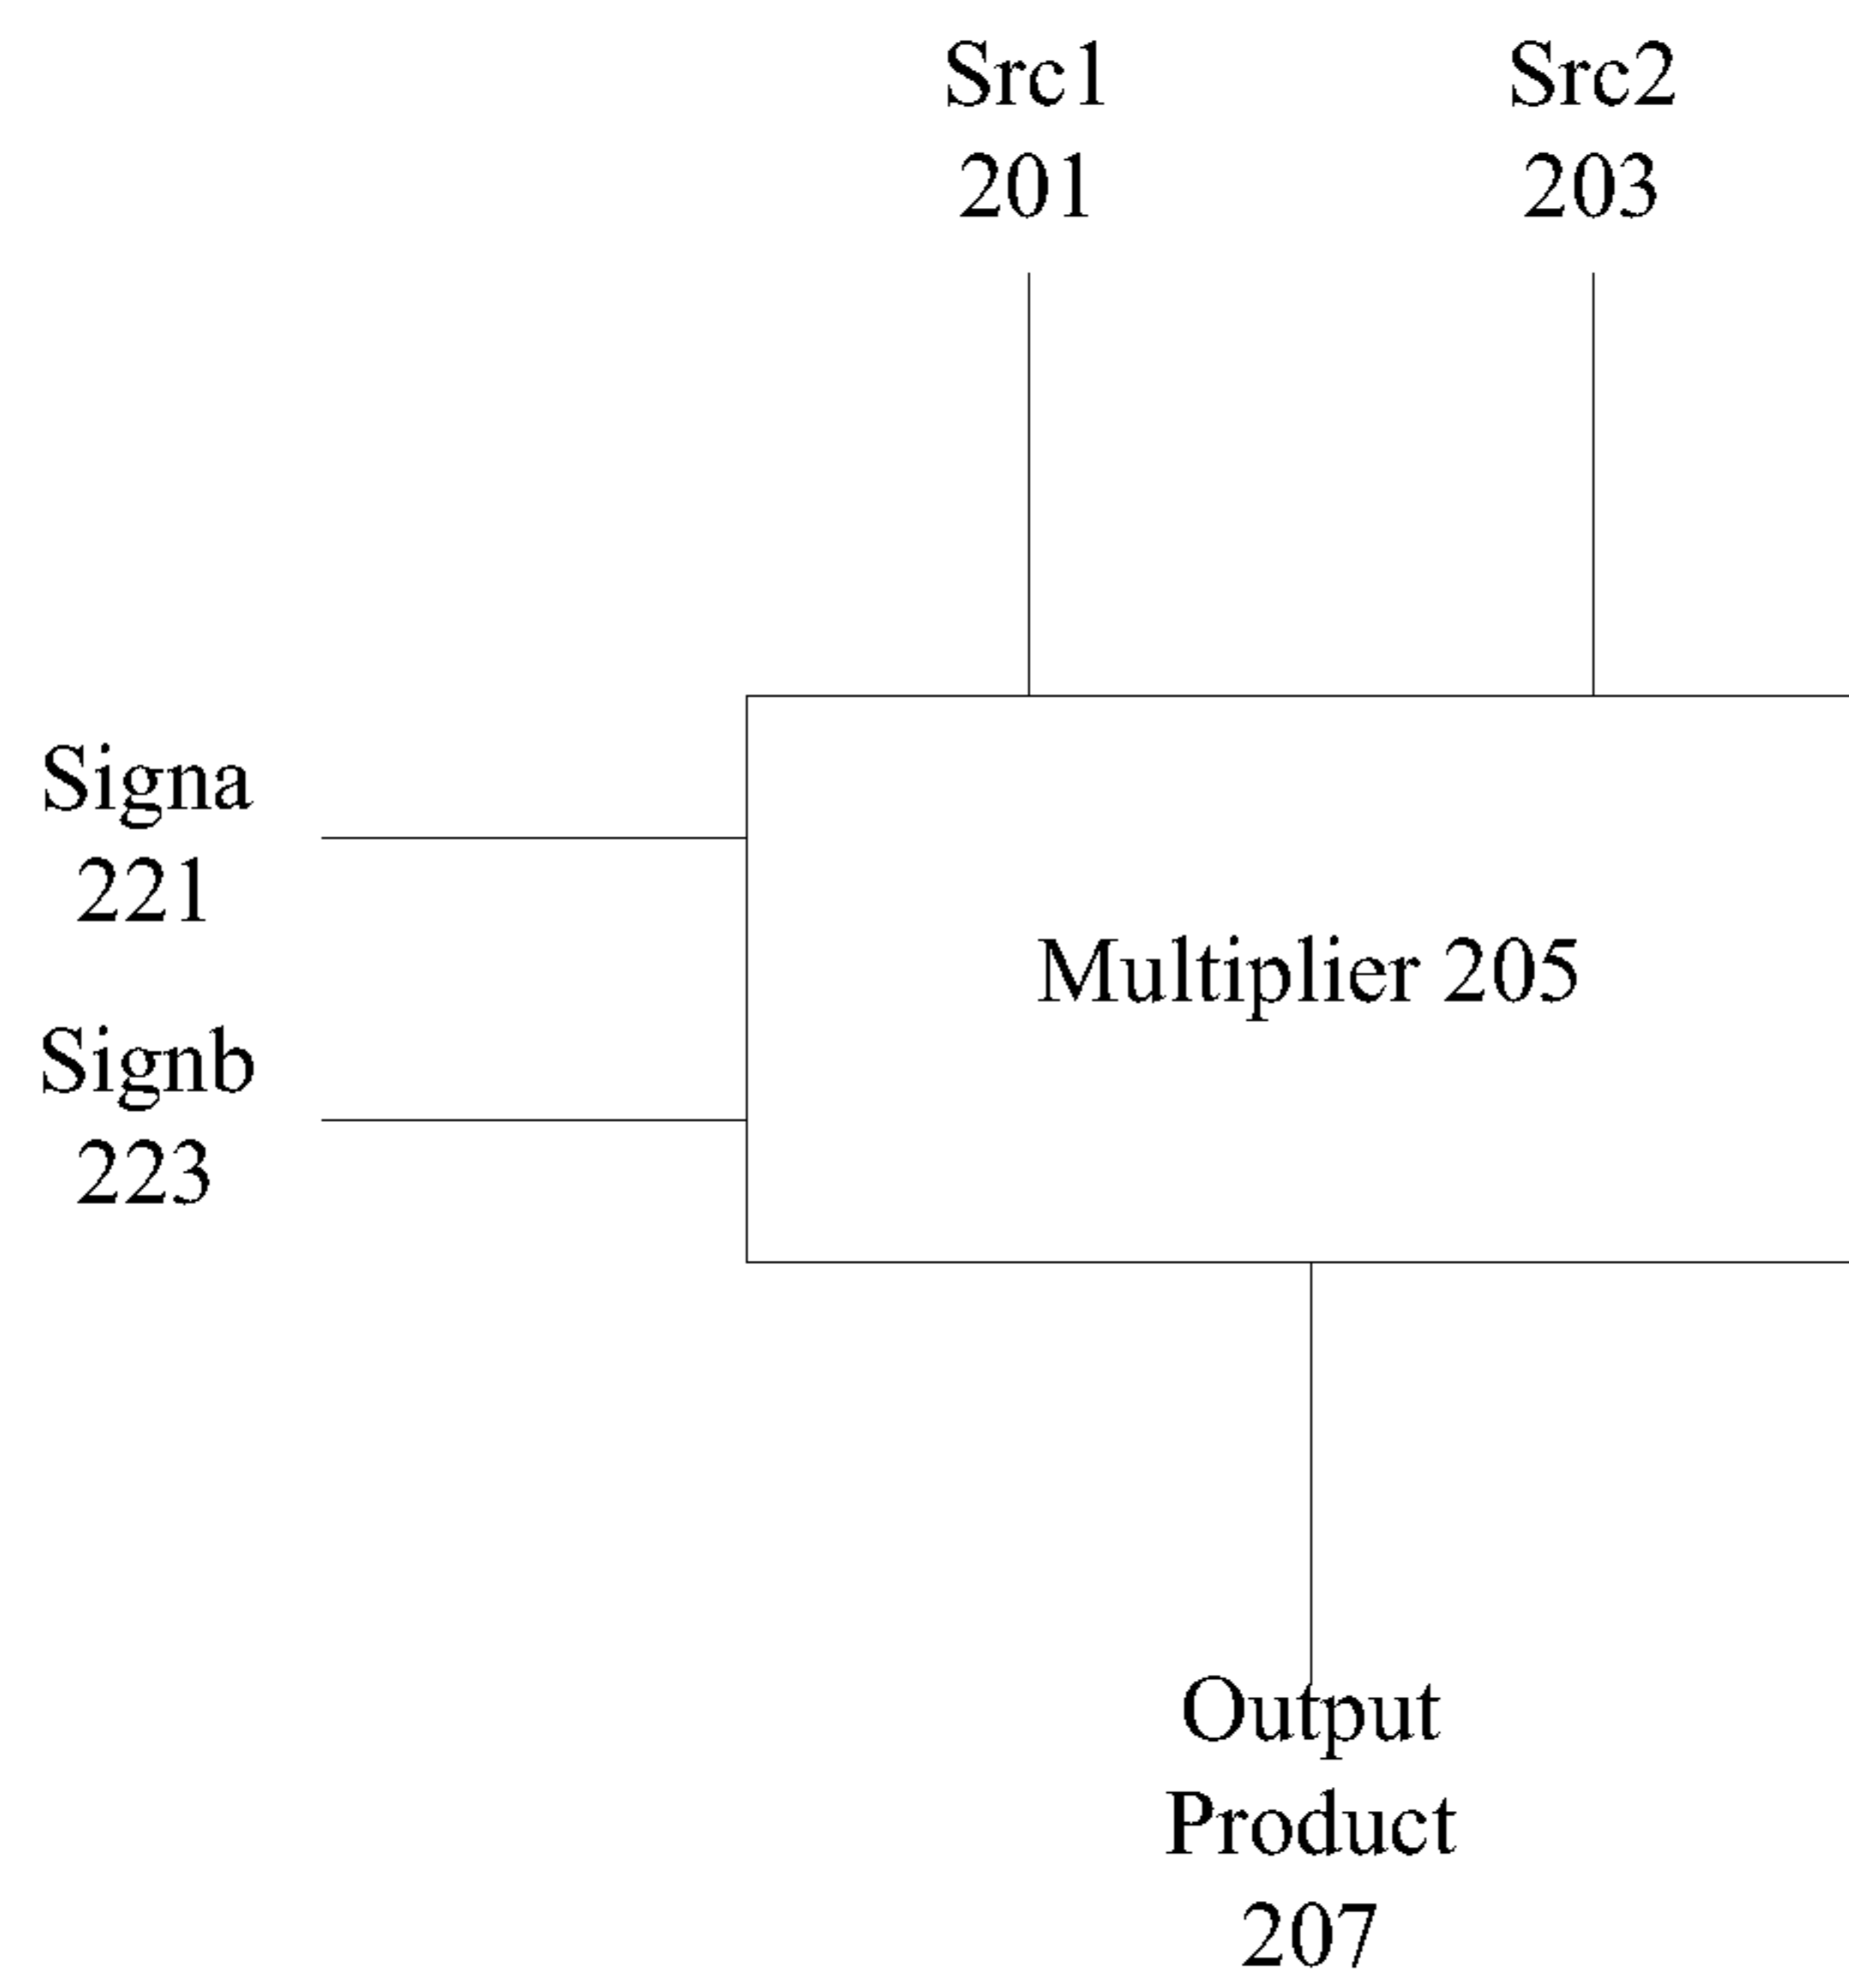 Src1
201
Src2
203
Signa
221
Signb
223
Multiplier 205
Output
Product
207